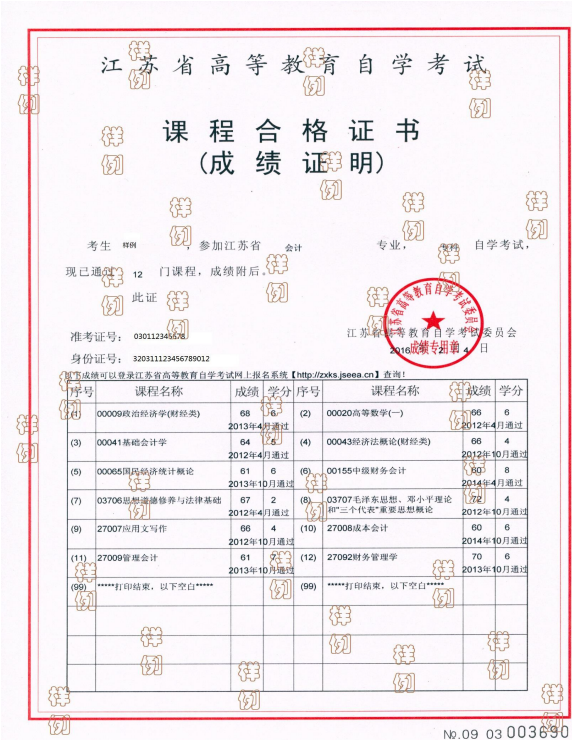 江苏省高等教育自学考试
课程合格证书
(成绩证明)
考生 样例 ，参加江苏省 会计 专业， 专科 自学考试，
现已通过 12 门课程，成绩附后。
此证
准考证号： 030112345578
江苏省高等教育自学考试委员会
身份证号： 320311112345678​9012
2016年 2月 4 日
江苏省高等教育自学考试委员会
成绩专用章
以下成绩可以登录江苏省高等教育自学考试网上报名系统【http://zxks.jseea.cn】查询！
序号 课程名称 成绩 学分 序号 课程名称 成绩 学分
(1) 00009政治经济学(财经类) 68 6 (2) 00020高等数学(一) 66 6
2013年4月通过 2012年4月通过
(3) 00041基础会计学 64 5 (4) 00043经济法概论(财经类) 66 4
2012年4月通过 2012年10月通过
(5) 00065国民经济统计概论 61 6 (6) 00155中级财务会计 60 8
2013年10月通过 2014年4月通过
(7) 03706思想道德修养与法律基础 67 2 (8) 03707毛泽东思想、邓小平理论 72 4
和"三个代表"重要思想概论
2012年4月通过 2012年10月通过
(9) 27007应用文写作 66 4 (10) 27008成本会计 60 6
2012年10月通过 2014年10月通过
(11) 27009管理会计 61 7 (12) 27092财务管理学 70 6
2013年10月通过 2013年10月通过
(99) *****打印结束，以下空白***** (99) *****打印结束，以下空白*****
样例
No.09 03 003690